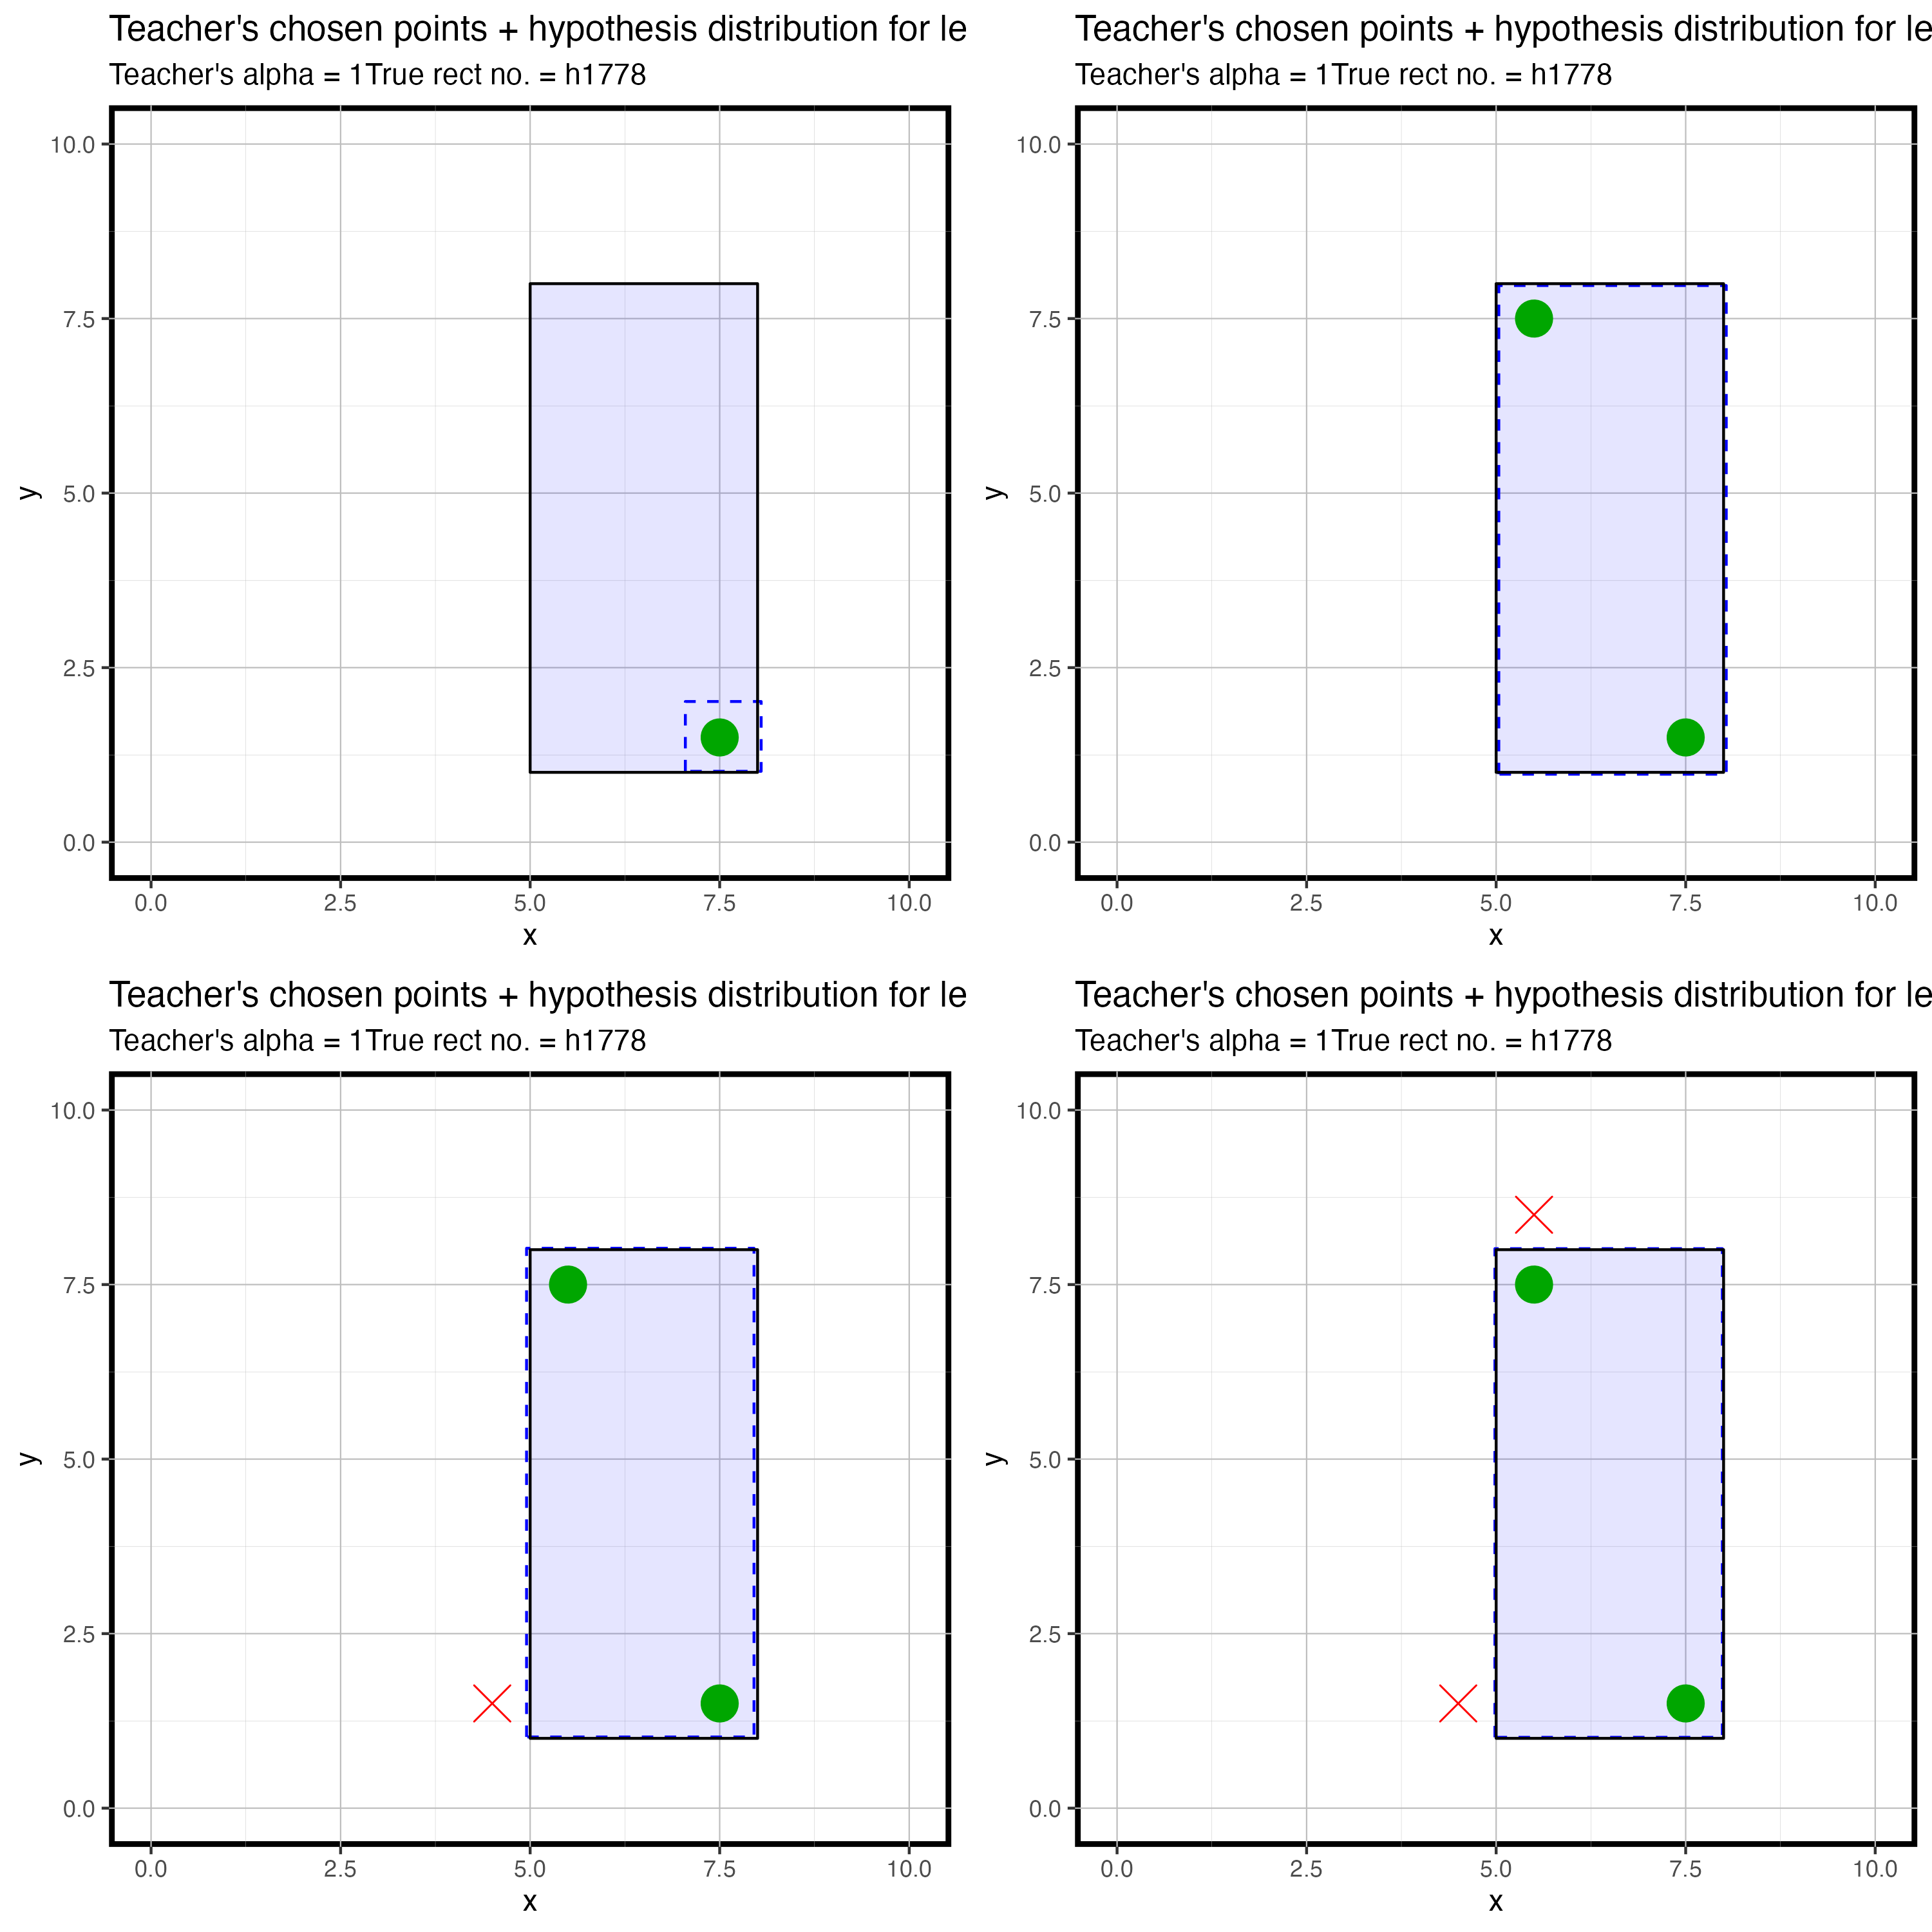 Teacher's chosen points + hypothesis distribution for le
Teacher's alpha = 1True rect no. = h1778
10.0
7.5
5.0
2.5
0.0
y
0.0 2.5 5.0 7.5 10.0
x
Teacher's chosen points + hypothesis distribution for le
Teacher's alpha = 1True rect no. = h1778
10.0
7.5
5.0
2.5
0.0
y
0.0 2.5 5.0 7.5 10.0
x
Teacher's chosen points + hypothesis distribution for le
Teacher's alpha = 1True rect no. = h1778
10.0
7.5
5.0
2.5
0.0
y
0.0 2.5 5.0 7.5 10.0
x
Teacher's chosen points + hypothesis distribution for le
Teacher's alpha = 1True rect no. = h1778
10.0
7.5
5.0
2.5
0.0
y
0.0 2.5 5.0 7.5 10.0
x